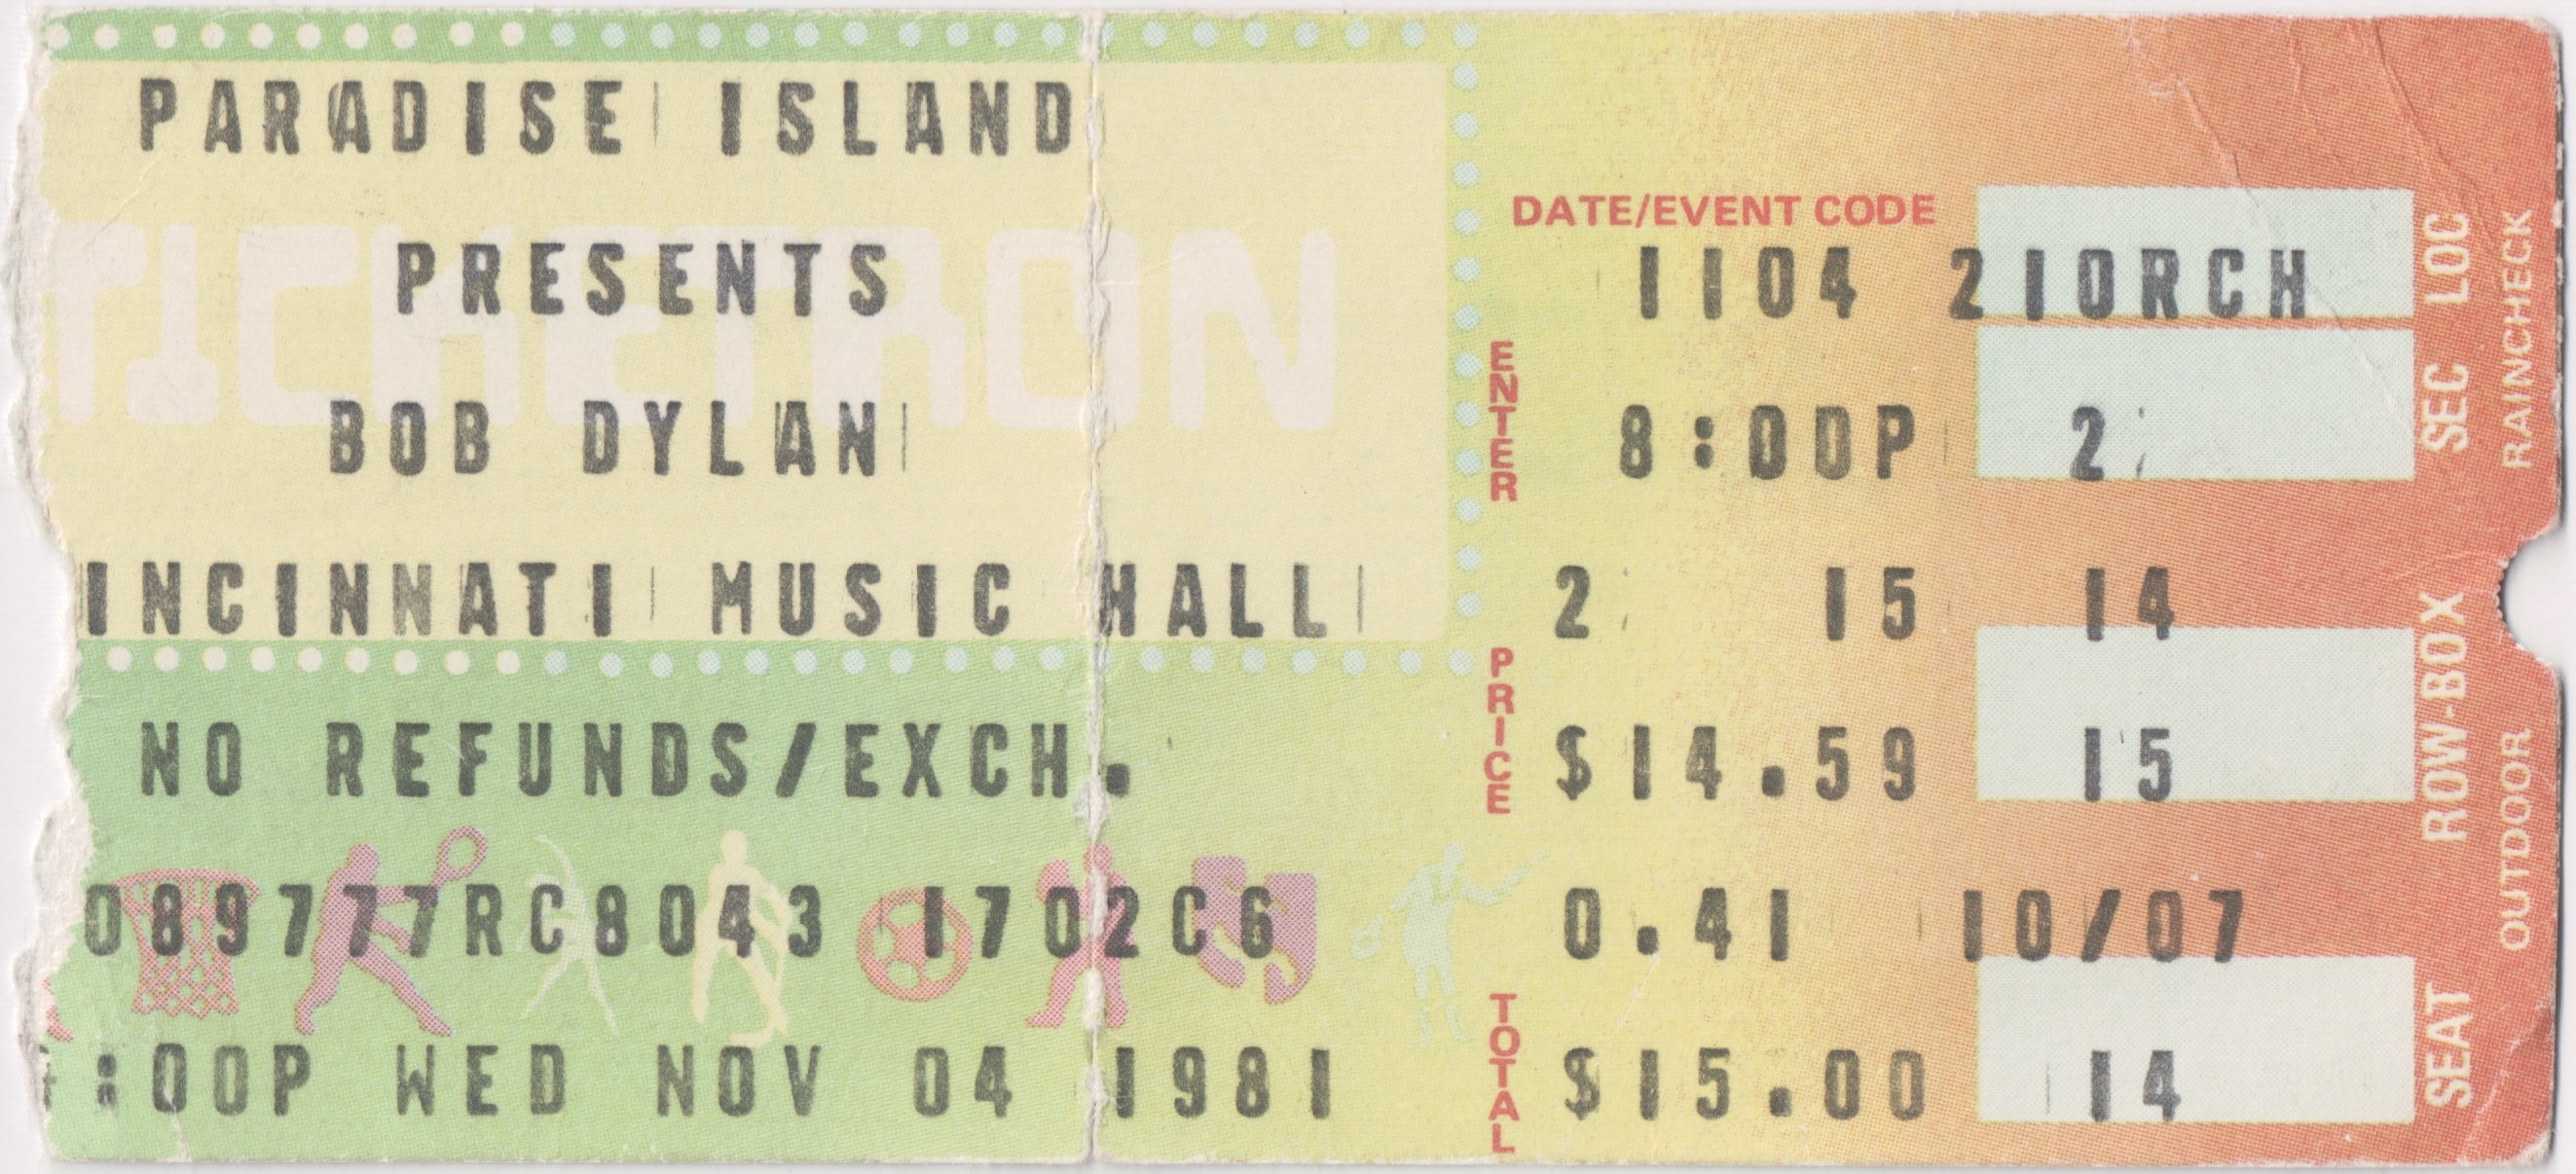 PARADISE ISLAND
TICKETRON
PRESENTS
BOB DYLAN
INCINNATI MUSIC HALL
NO REFUNDS/EXCH.
089777RC8043 1702C6
:00P WED NOV 04 1981
DATE/EVENT CODE
1104 210RCH
ENTER
8:00P 2
2 15 14
PRICE
$14.59 15
0.41 10/07
TOTAL
$15.00 14
SEC LOC
ROW-BOX
SEAT
RAINCHECK
OUTDOOR